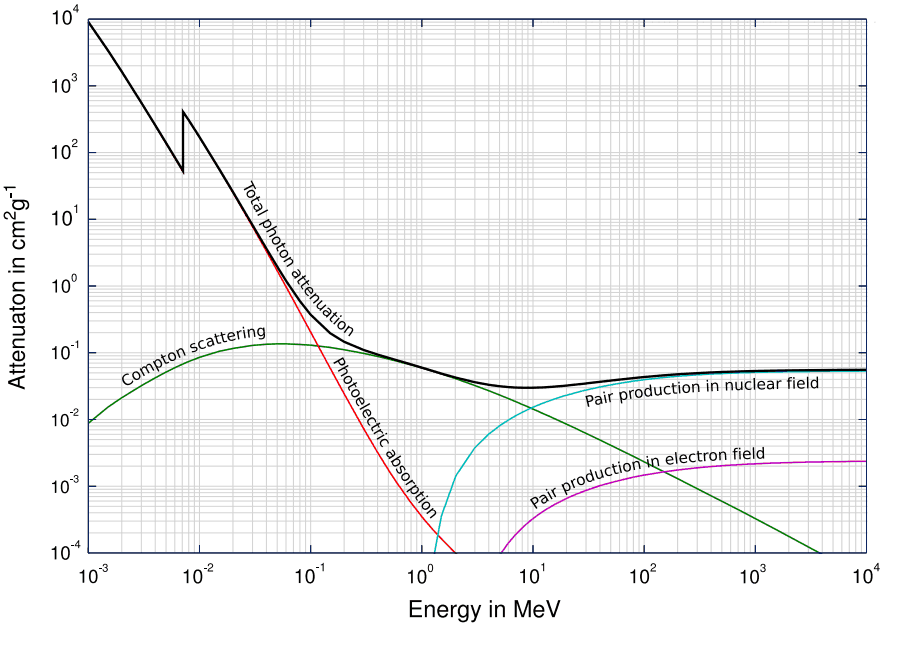 10^4
10^3
10^2
10^1
10^0
10^-1
10^-2
10^-3
10^-4
Attenuaton in cm^2g^-1
Total photon attenuation
Compton scattering
Photoelectric absorption
Pair production in nuclear field
Pair production in electron field
10^-3 10^-2 10^-1 10^0 10^1 10^2 10^3 10^4
Energy in MeV